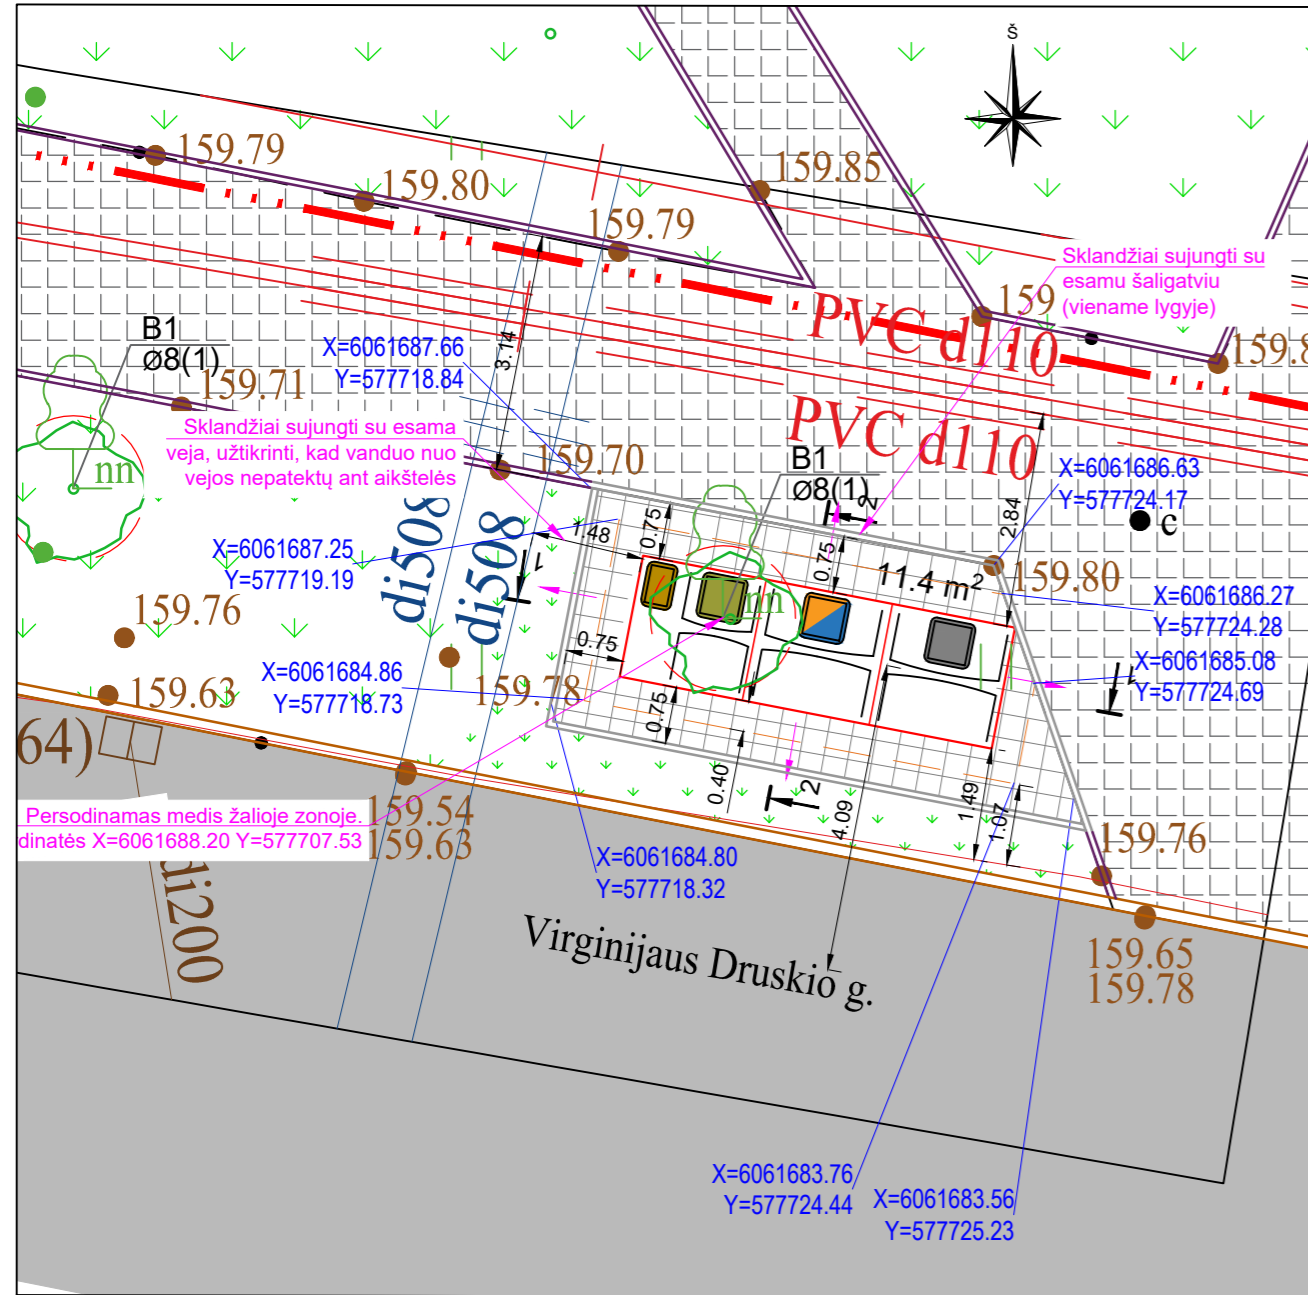 Š
159.79
159.80
159.79
159.85
Sklandžiai sujungti su
esamu šaligatviu
(viename lygyje)
159
159.8
PVC d110
PVC d110
B1
Ø8(1)
nn
159.71
X=6061687.66
Y=577718.84
3.14
Sklandžiai sujungti su esama
veja, užtikrinti, kad vanduo nuo
vejos nepatektų ant aikštelės
159.70
B1
Ø8(1)
2
X=6061686.63
Y=577724.17
2.84
c
di508
di508
X=6061687.25
Y=577719.19
1.48
0.75
0.75
11.4 m²
159.80
1
nn
X=6061686.27
Y=577724.28
X=6061685.08
Y=577724.69
1
159.76
159.63
X=6061684.86
Y=577718.73
159.78
0.75
0.75
0.40
4.09
1.49
1.07
2
64)
Persodinamas medis žalioje zonoje.
dinatės X=6061688.20 Y=577707.53
159.54
159.63
di200
X=6061684.80
Y=577718.32
159.76
Virginijaus Druskio g.
159.65
159.78
X=6061683.76
Y=577724.44
X=6061683.56
Y=577725.23